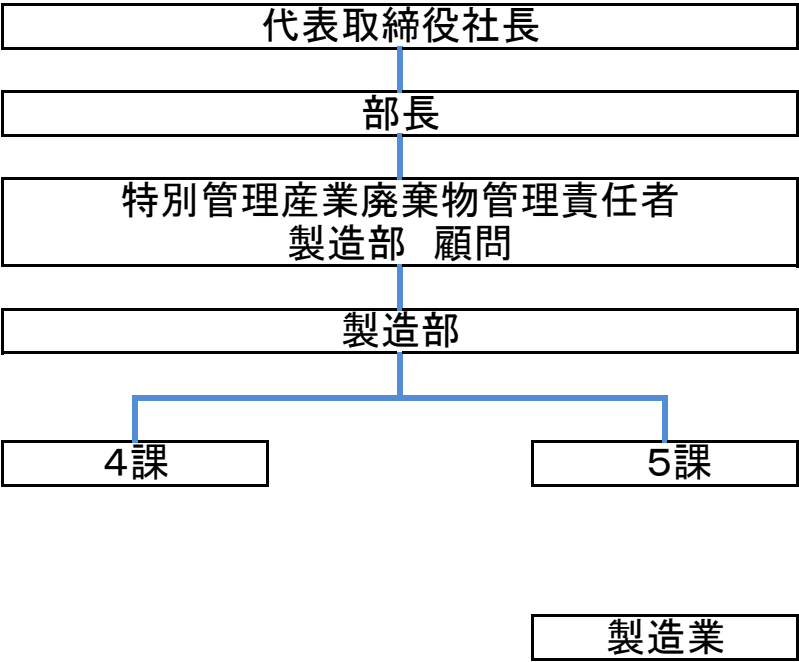 代表取締役社長
部長
特別管理産業廃棄物管理責任者
製造部　顧問
製造部
４課
５課
製造業